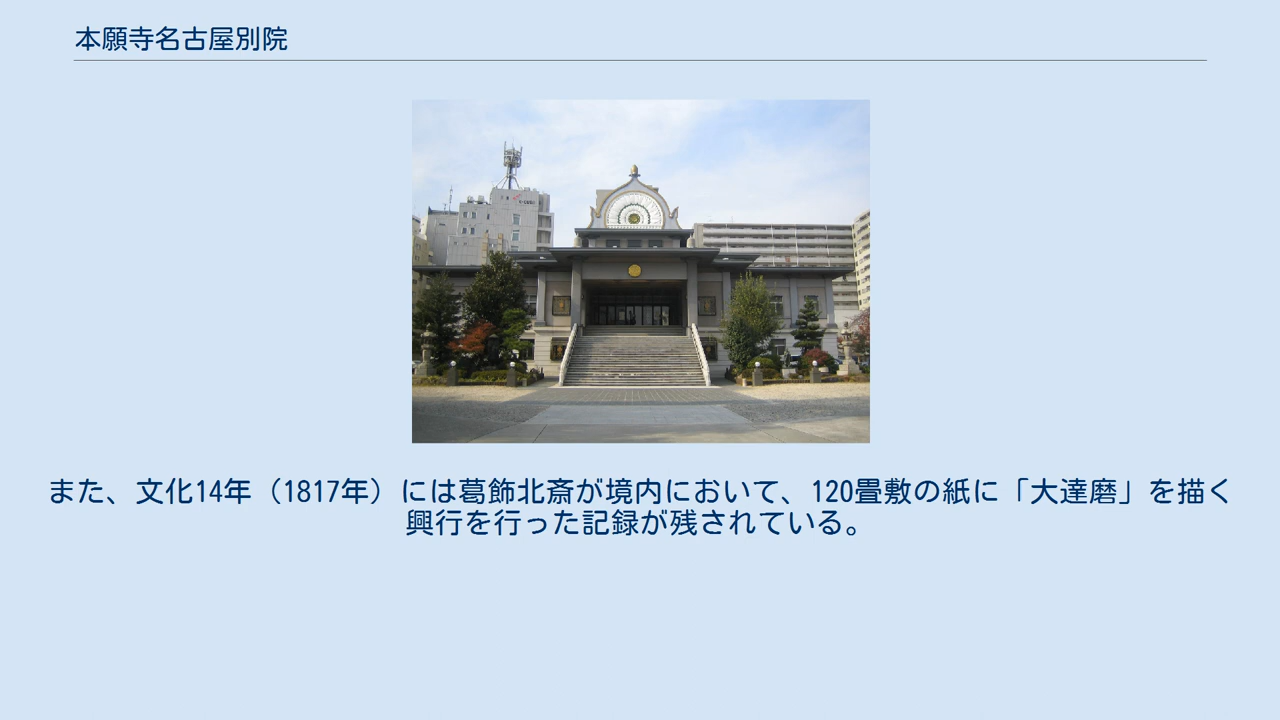 本願寺名古屋別院
また、文化14年（1817年）には葛飾北斎が境内において、120畳敷の紙に「大達磨」を描く
興行を行った記録が残されている。